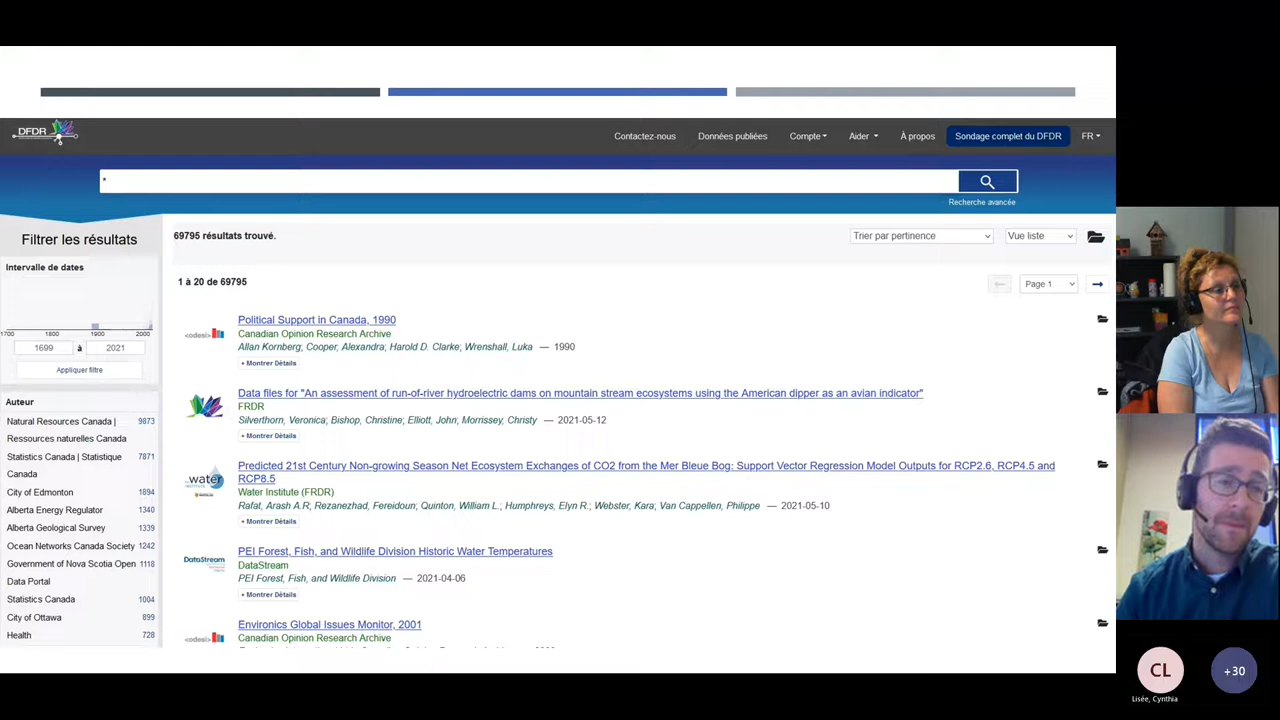 DFDR
Contactez-nous
Données publiées
Compte
Aider
À propos
Sondage complet du DFDR
FR
*
Recherche avancée
Filtrer les résultats
69795 résultats trouvé.
Trier par pertinence
Vue liste
Intervalle de dates
1700 1800 1900 2000
1699 à 2021
Appliquer filtre
1 à 20 de 69795
Page 1
Auteur
Natural Resources Canada | 9873
Ressources naturelles Canada
Statistics Canada | Statistique 7871
Canada
City of Edmonton 1894
Alberta Energy Regulator 1340
Alberta Geological Survey 1339
Ocean Networks Canada Society 1242
Government of Nova Scotia Open 1118
Data Portal
Statistics Canada 1004
City of Ottawa 899
Health 728
<odesi>
Political Support in Canada, 1990
Canadian Opinion Research Archive
Allan Kornberg; Cooper, Alexandra; Harold D. Clarke; Wrenshall, Luka — 1990
+ Montrer Détails
Data files for "An assessment of run-of-river hydroelectric dams on mountain stream ecosystems using the American dipper as an avian indicator"
FRDR
Silverthorn, Veronica; Bishop, Christine; Elliott, John; Morrissey, Christy — 2021-05-12
+ Montrer Détails
water
INSTITUTE
Predicted 21st Century Non-growing Season Net Ecosystem Exchanges of CO2 from the Mer Bleue Bog: Support Vector Regression Model Outputs for RCP2.6, RCP4.5 and
RCP8.5
Water Institute (FRDR)
Rafat, Arash A.R; Rezanezhad, Fereidoun; Quinton, William L.; Humphreys, Elyn R.; Webster, Kara; Van Cappellen, Philippe — 2021-05-10
+ Montrer Détails
DataStream
PEI Forest, Fish, and Wildlife Division Historic Water Temperatures
DataStream
PEI Forest, Fish, and Wildlife Division — 2021-04-06
+ Montrer Détails
<odesi>
Environics Global Issues Monitor, 2001
Canadian Opinion Research Archive
CL
Lisée, Cynthia
+30